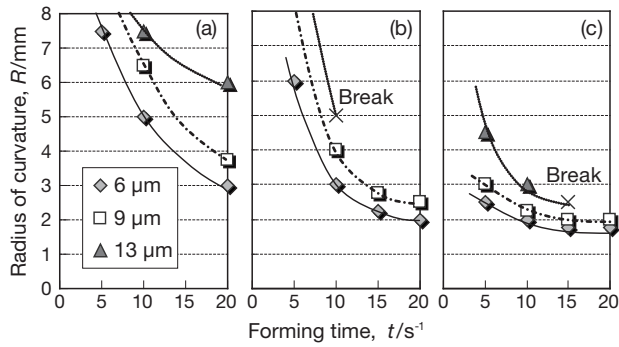 Radius of curvature, R/mm
8
7
6
5
4
3
2
1
0
(a)
6 µm
9 µm
13 µm
0 5 10 15 20
(b)
Break
0 5 10 15 20
(c)
Break
0 5 10 15 20
Forming time, t/s⁻¹